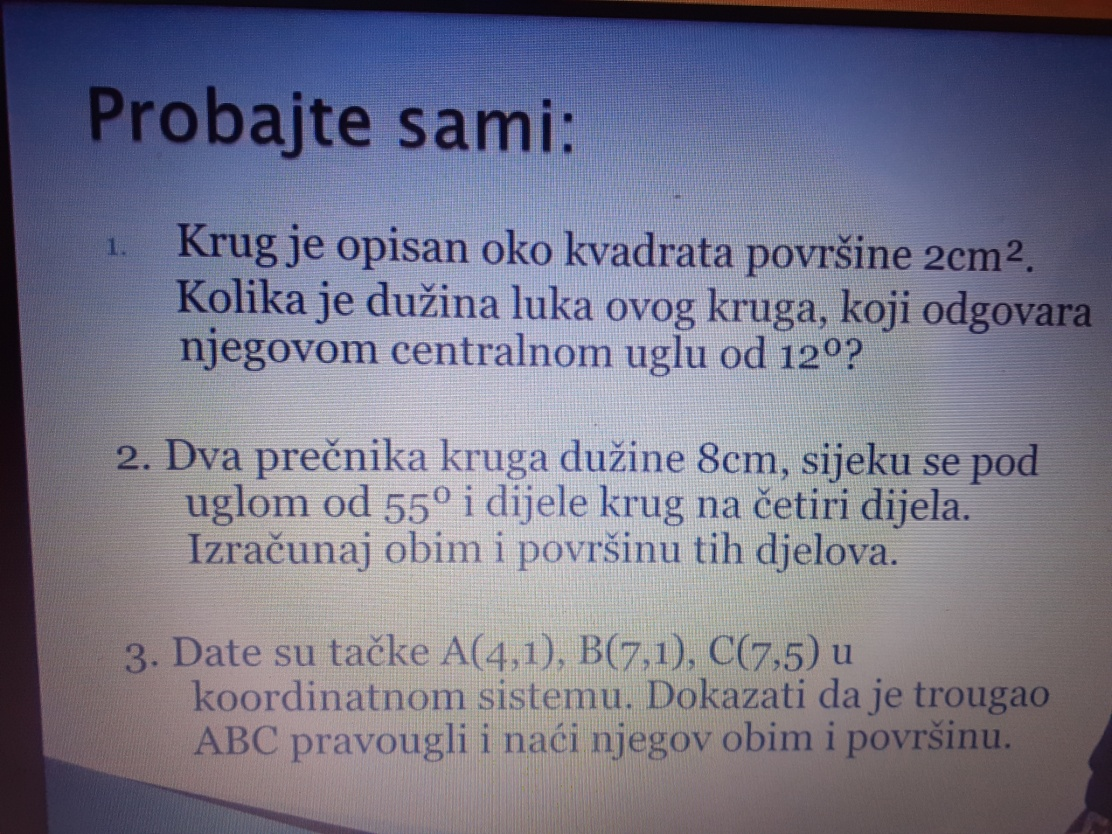 Probajte sami:
1. Krug je opisan oko kvadrata površine 2cm².
Kolika je dužina luka ovog kruga, koji odgovara
njegovom centralnom uglu od 12⁰?
2. Dva prečnika kruga dužine 8cm, sijeku se pod
uglom od 55⁰ i dijele krug na četiri dijela.
Izračunaj obim i površinu tih djelova.
3. Date su tačke A(4,1), B(7,1), C(7,5) u
koordinatnom sistemu. Dokazati da je trougao
ABC pravougli i naći njegov obim i površinu.